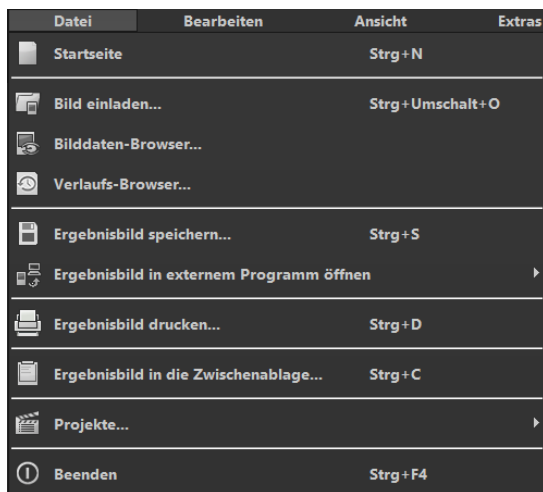 Datei Bearbeiten Ansicht Extras
Startseite Strg+N
Bild einladen... Strg+Umschalt+O
Bilddaten-Browser...
Verlaufs-Browser...
Ergebnisbild speichern... Strg+S
Ergebnisbild in externem Programm öffnen
Ergebnisbild drucken... Strg+D
Ergebnisbild in die Zwischenablage... Strg+C
Projekte...
Beenden Strg+F4